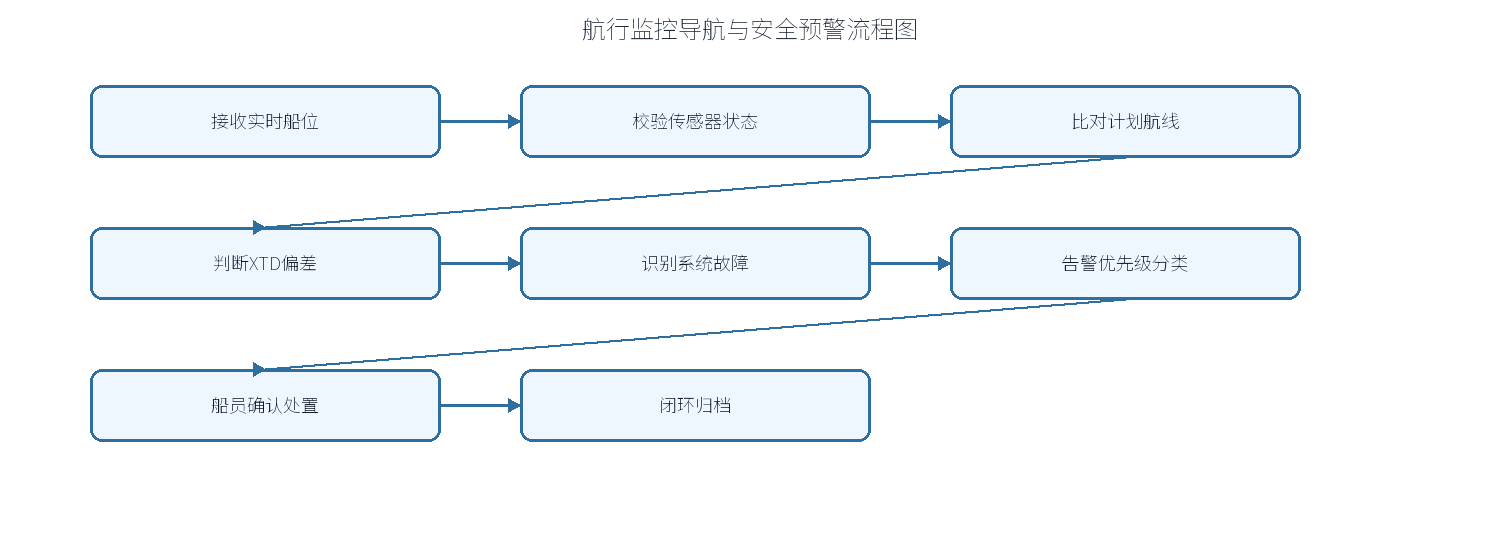 航行监控导航与安全预警流程图
接收实时船位
校验传感器状态
比对计划航线
判断XTD偏差
识别系统故障
告警优先级分类
船员确认处置
闭环归档